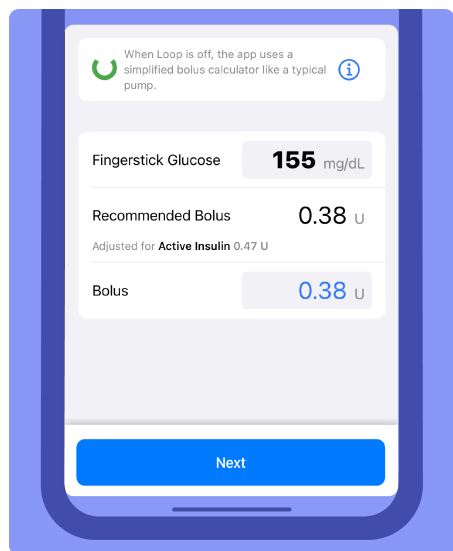 When Loop is off, the app uses a
simplified bolus calculator like a typical
pump.
Fingerstick Glucose 155 mg/dL
Recommended Bolus 0.38 U
Adjusted for Active Insulin 0.47 U
Bolus 0.38 U
Next